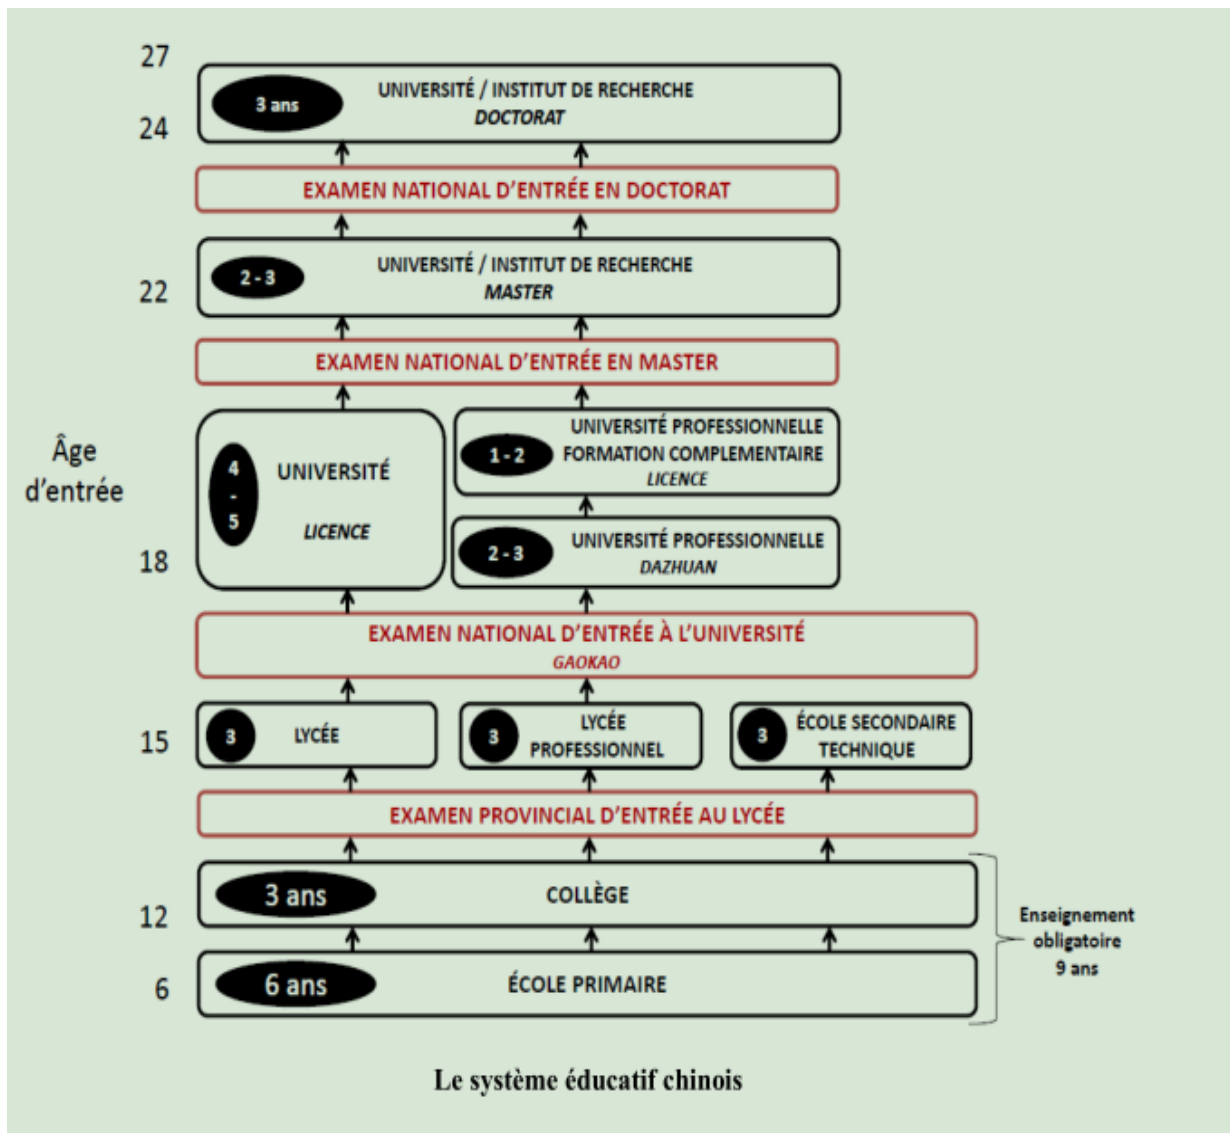 27
3 ans
UNIVERSITÉ / INSTITUT DE RECHERCHE
DOCTORAT
24
EXAMEN NATIONAL D'ENTRÉE EN DOCTORAT
2 - 3
UNIVERSITÉ / INSTITUT DE RECHERCHE
MASTER
22
EXAMEN NATIONAL D'ENTRÉE EN MASTER
Âge
d'entrée
4
-
5
UNIVERSITÉ
LICENCE
1 - 2
UNIVERSITÉ PROFESSIONNELLE
FORMATION COMPLEMENTAIRE
LICENCE
2 - 3
UNIVERSITÉ PROFESSIONNELLE
DAZHUAN
18
EXAMEN NATIONAL D'ENTRÉE À L'UNIVERSITÉ
GAOKAO
15
3
LYCÉE
3
LYCÉE
PROFESSIONNEL
3
ÉCOLE SECONDAIRE
TECHNIQUE
EXAMEN PROVINCIAL D'ENTRÉE AU LYCÉE
3 ans
COLLÈGE
12
6 ans
ÉCOLE PRIMAIRE
6
Enseignement
obligatoire
9 ans
Le système éducatif chinois